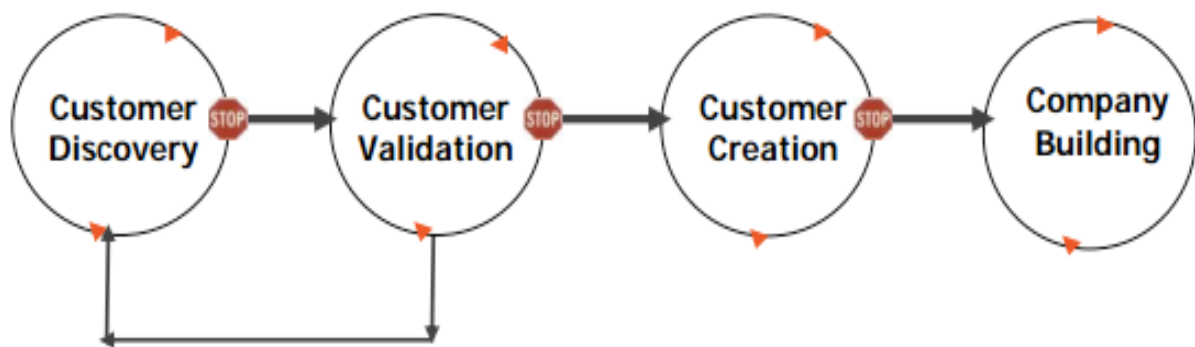 Customer
Discovery
STOP
Customer
Validation
STOP
Customer
Creation
STOP
Company
Building